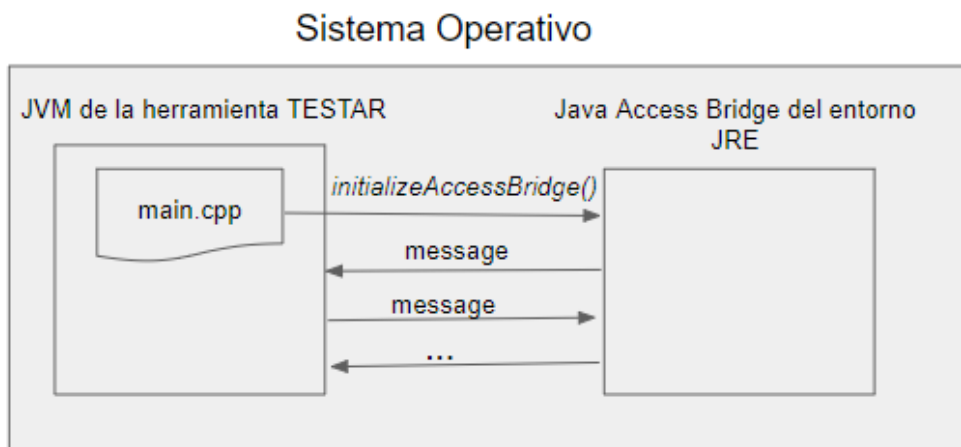 Sistema Operativo
JVM de la herramienta TESTAR
Java Access Bridge del entorno
JRE
main.cpp
initializeAccessBridge()
message
message
...